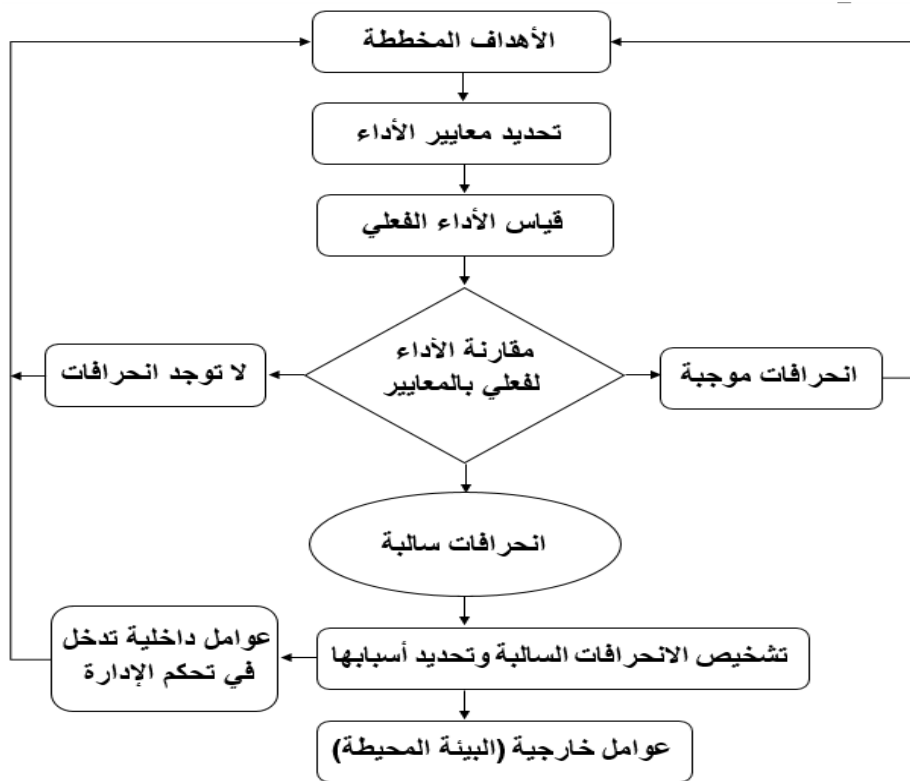 الأهداف المخططة
تحديد معايير الأداء
قياس الأداء الفعلي
مقارنة الأداء
لفعلي بالمعايير
انحرافات موجبة
لا توجد انحرافات
انحرافات سالبة
تشخيص الانحرافات السالبة وتحديد أسبابها
عوامل داخلية تدخل
في تحكم الإدارة
عوامل خارجية (البيئة المحيطة)